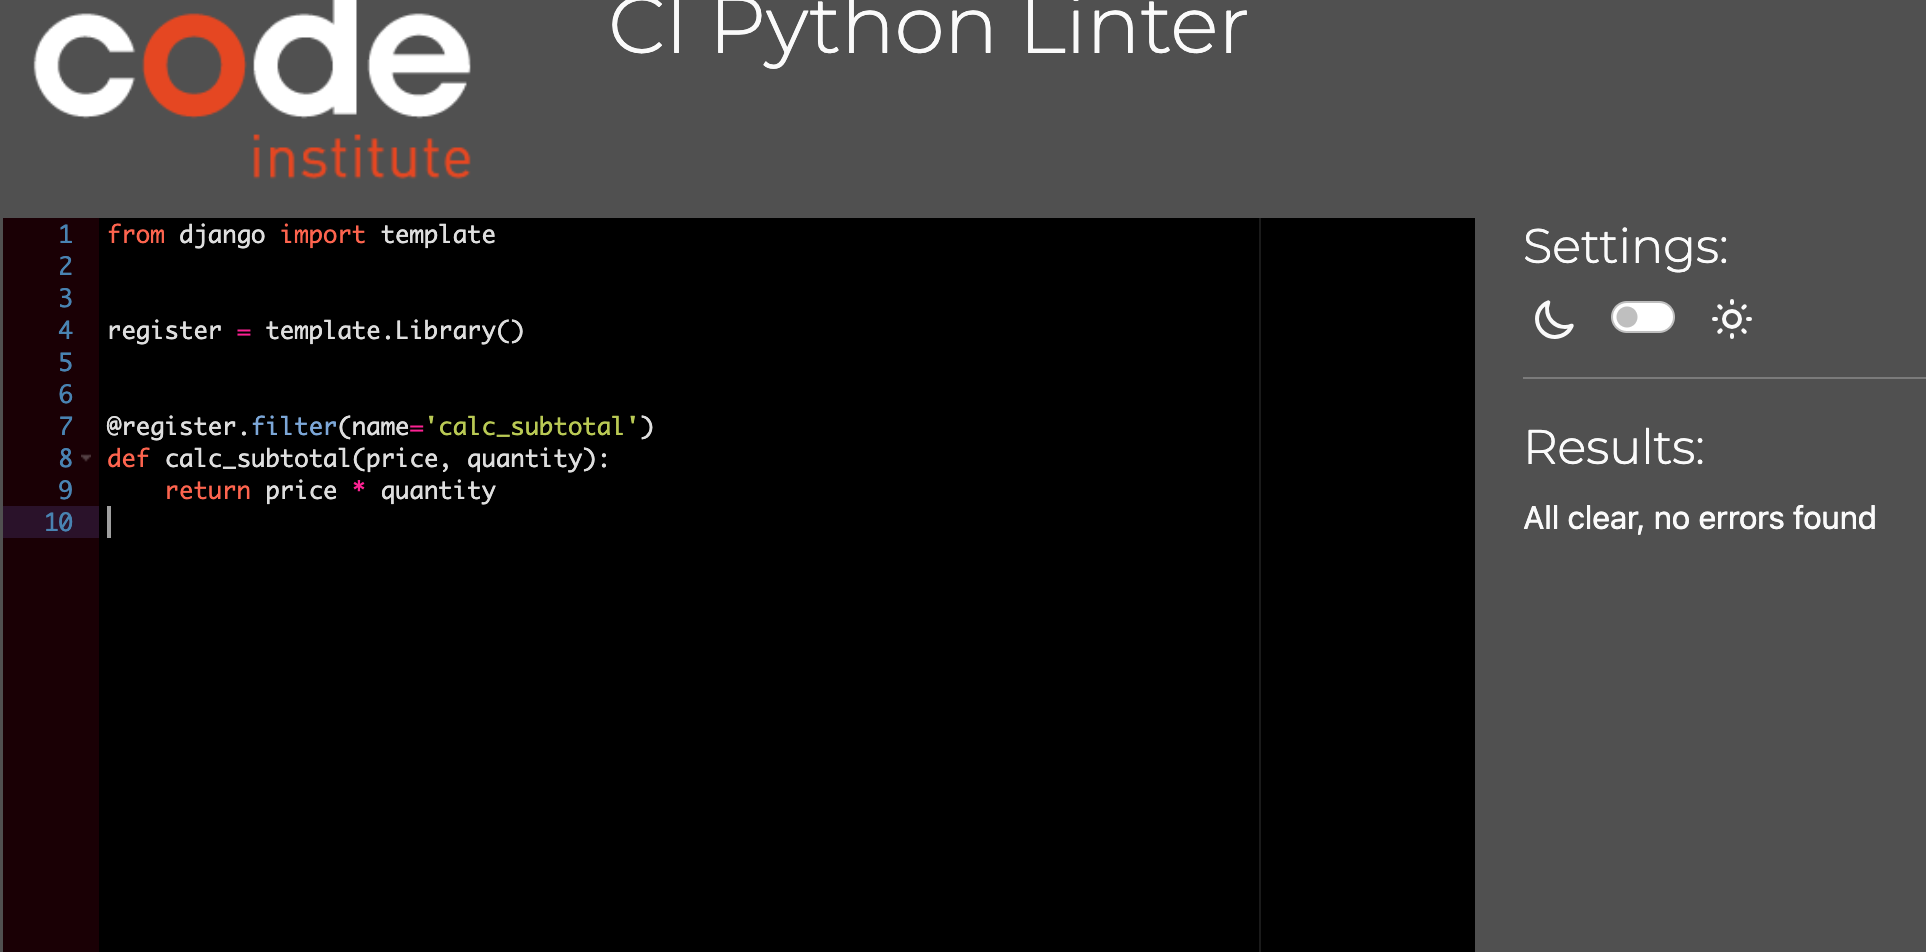 code
institute
CI Python Linter
1 from django import template
2
3
4 register = template.Library()
5
6
7 @register.filter(name='calc_subtotal')
8 def calc_subtotal(price, quantity):
9     return price * quantity
10
Settings:
Results:
All clear, no errors found